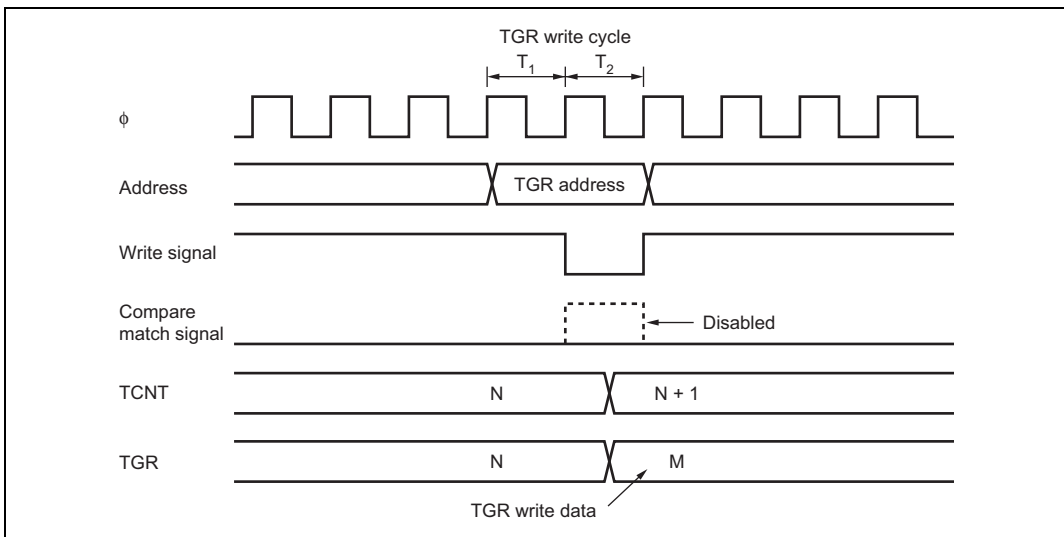 TGR write cycle
T1 T2
ϕ
Address
TGR address
Write signal
Compare
match signal
Disabled
TCNT
N
N + 1
TGR
N
M
TGR write data